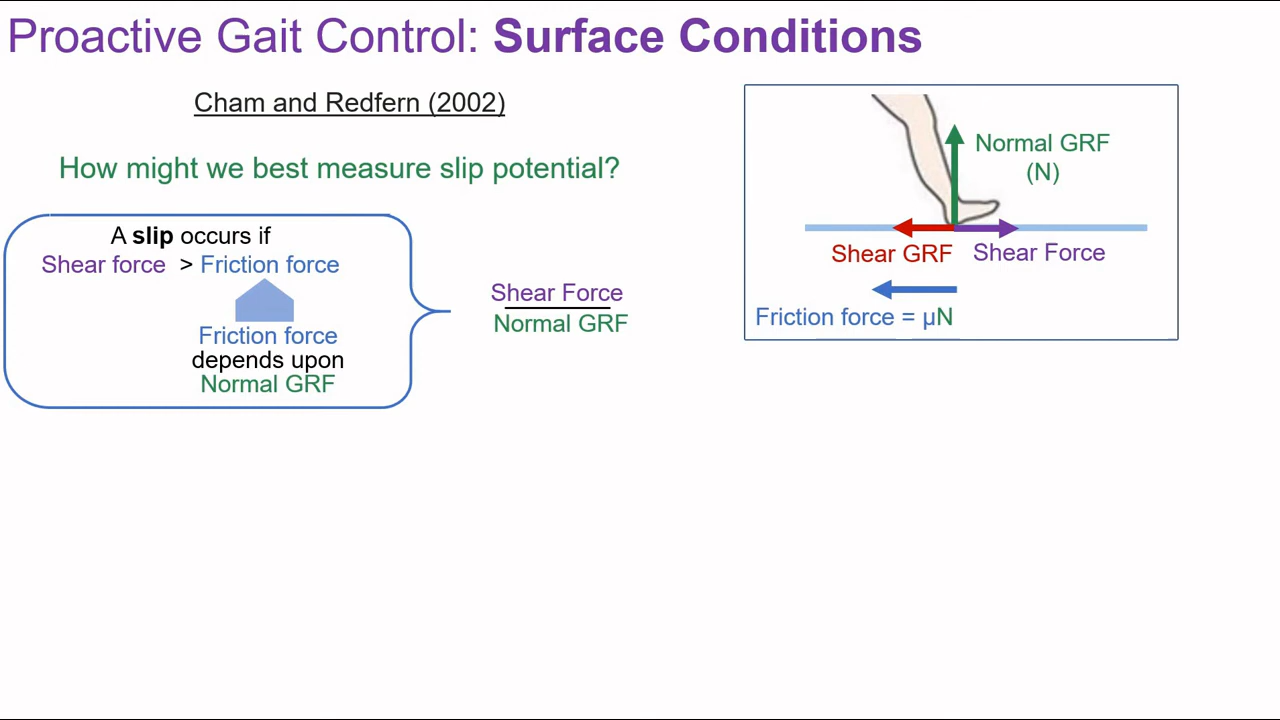 Proactive Gait Control: Surface Conditions
Cham and Redfern (2002)
How might we best measure slip potential?
A slip occurs if
Shear force > Friction force
Friction force
depends upon
Normal GRF
Shear Force
Normal GRF
Normal GRF
(N)
Shear GRF
Shear Force
Friction force = μN